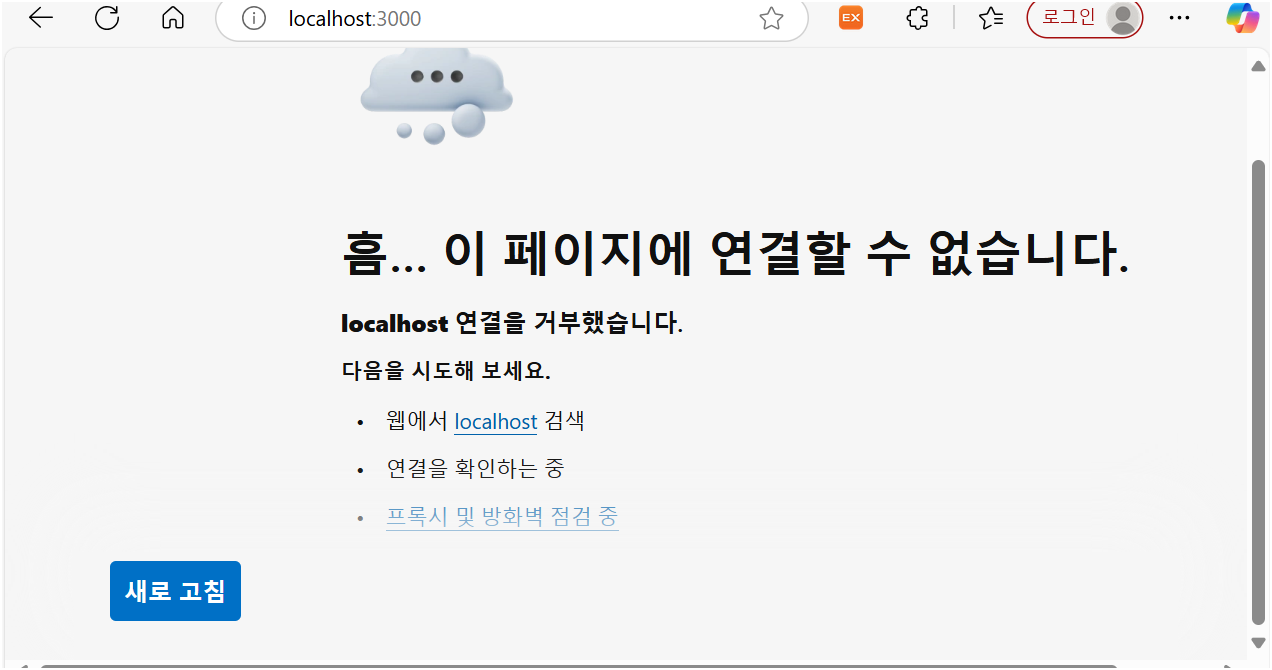 localhost:3000
EX
로그인
흠... 이 페이지에 연결할 수 없습니다.
localhost 연결을 거부했습니다.
다음을 시도해 보세요.
• 웹에서 localhost 검색
• 연결을 확인하는 중
• 프록시 및 방화벽 점검 중
새로 고침